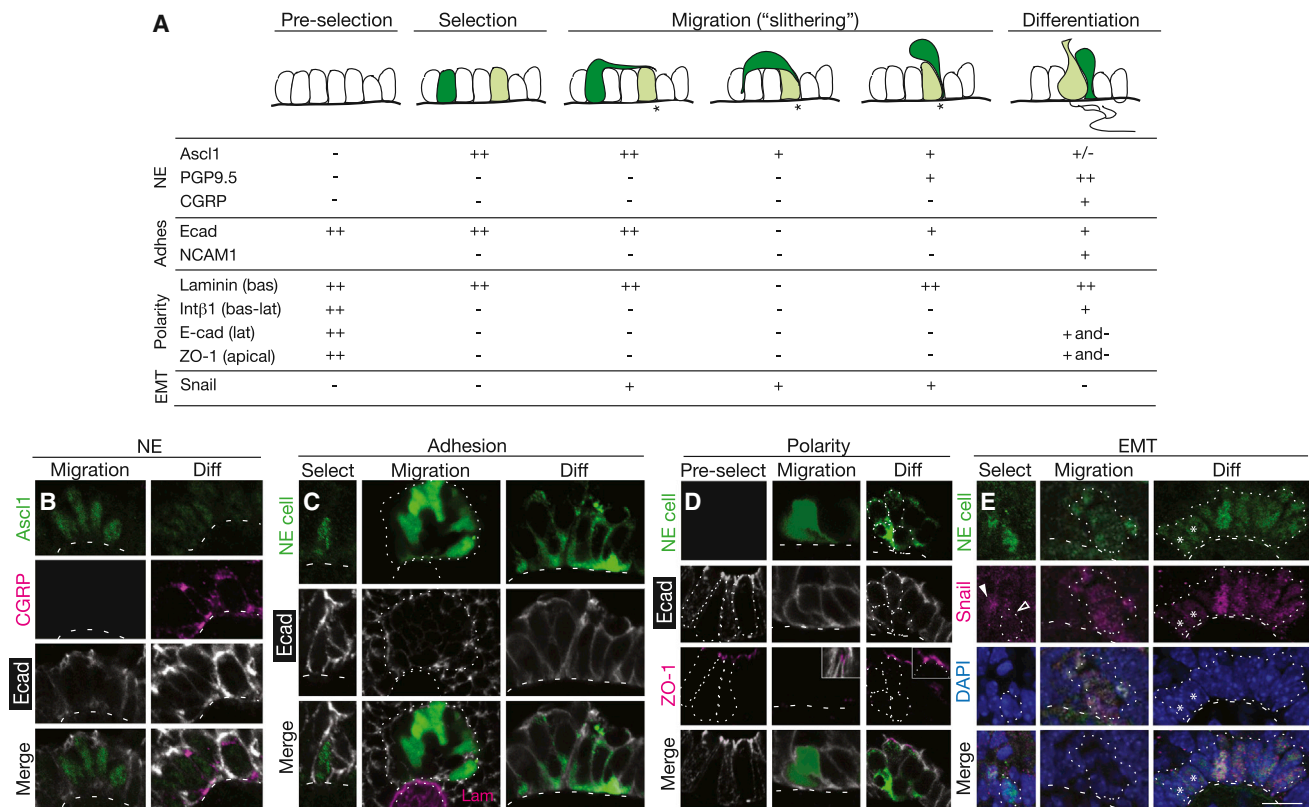 A
Pre-selection Selection Migration (“slithering”) Differentiation
* * *
NE
Ascl1 - ++ ++ + + +/-
PGP9.5 - - - - + ++
CGRP - - - - - +
Adhes
Ecad ++ ++ ++ - + +
NCAM1 - - - - +
Polarity
Laminin (bas) ++ ++ ++ - ++ ++
Intβ1 (bas-lat) ++ - - - - +
E-cad (lat) ++ - - - - + and-
ZO-1 (apical) ++ - - - - + and-
EMT
Snail - - + + + -
NE
Migration Diff
B
Ascl1
CGRP
Ecad
Merge
Adhesion
Select Migration Diff
C
NE cell
Ecad
Merge
Lam
Polarity
Pre-select Migration Diff
D
NE cell
Ecad
ZO-1
Merge
EMT
Select Migration Diff
E
NE cell
* *
Snail
* *
DAPI
* *
Merge
* *